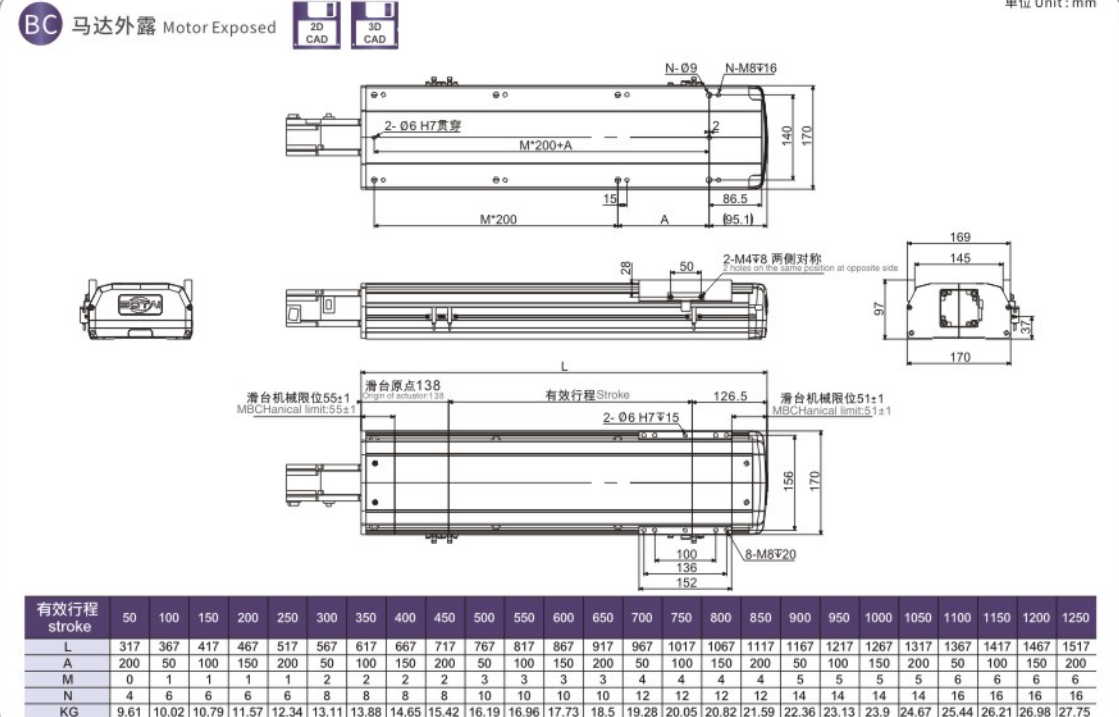 单位 Unit : mm
BC 马达外露 Motor Exposed 2D CAD 3D CAD
N- Ø9 N-M8↧16
2- Ø6 H7贯穿
2
M*200+A
140
170
15
86.5
M*200
A
(95.1)
169
145
2-M4↧8 两侧对称
2 holes on the same position at opposite side
50
28
97
37
170
L
滑台原点138
Origin of actuator:138
有效行程Stroke
126.5
滑台机械限位55±1
MBCHanical limit:55±1
滑台机械限位51±1
MBCHanical limit:51±1
2- Ø6 H7↧15
156
170
100
8-M8↧20
136
152
有效行程 stroke 50 100 150 200 250 300 350 400 450 500 550 600 650 700 750 800 850 900 950 1000 1050 1100 1150 1200 1250
L 317 367 417 467 517 567 617 667 717 767 817 867 917 967 1017 1067 1117 1167 1217 1267 1317 1367 1417 1467 1517
A 200 50 100 150 200 50 100 150 200 50 100 150 200 50 100 150 200 50 100 150 200 50 100 150 200
M 0 1 1 1 1 2 2 2 2 3 3 3 3 4 4 4 4 5 5 5 5 6 6 6 6
N 4 6 6 6 6 8 8 8 8 10 10 10 10 12 12 12 12 14 14 14 14 16 16 16 16
KG 9.61 10.02 10.79 11.57 12.34 13.11 13.88 14.65 15.42 16.19 16.96 17.73 18.5 19.28 20.05 20.82 21.59 22.36 23.13 23.9 24.67 25.44 26.21 26.98 27.75